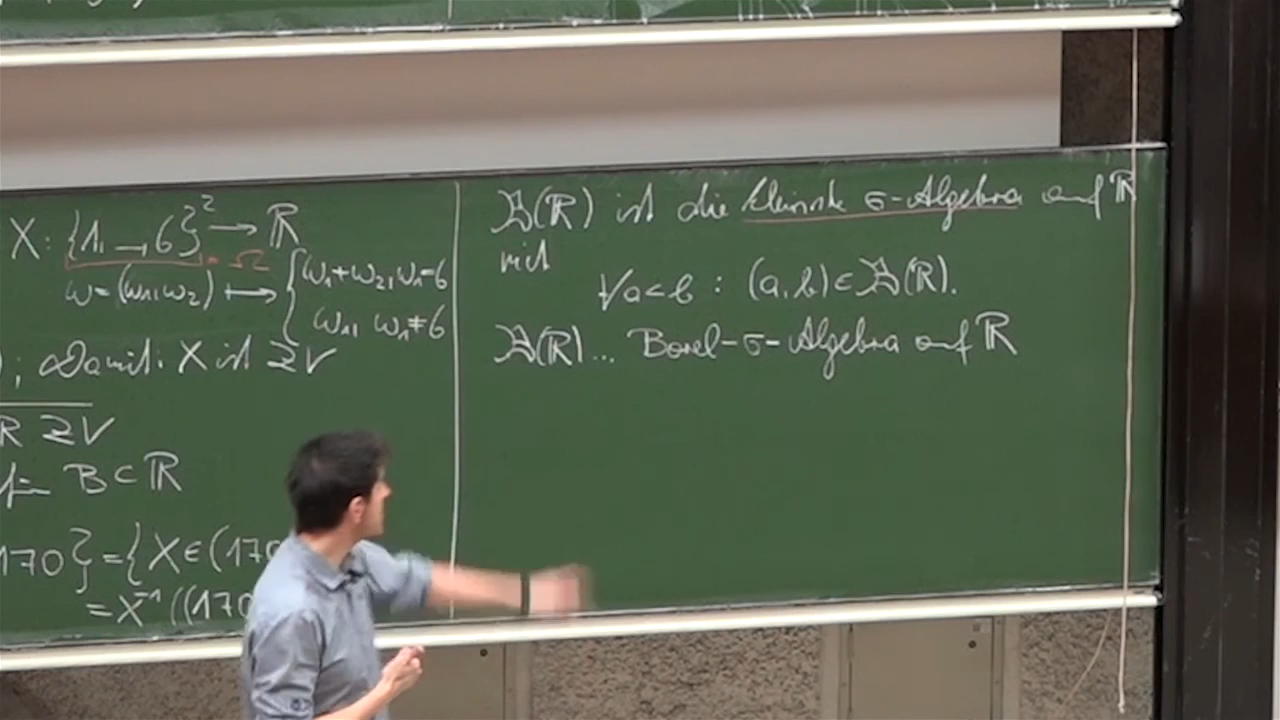 X: {1, …, 6}² → ℝ
= Ω
ω = (ω₁, ω₂) ↦ { ω₁+ω₂, ω₁=6
ω₁, ω₁≠6
); Damit: X ist ZV
R ZV
für B ⊂ ℝ
170} = {X ∈ (170
= X⁻¹((170
𝔅(ℝ) ist die kleinste σ-Algebra auf ℝ
mit
∀a<b : (a,b) ∈ 𝔅(ℝ).
𝔅(ℝ)... Borel-σ-Algebra auf ℝ